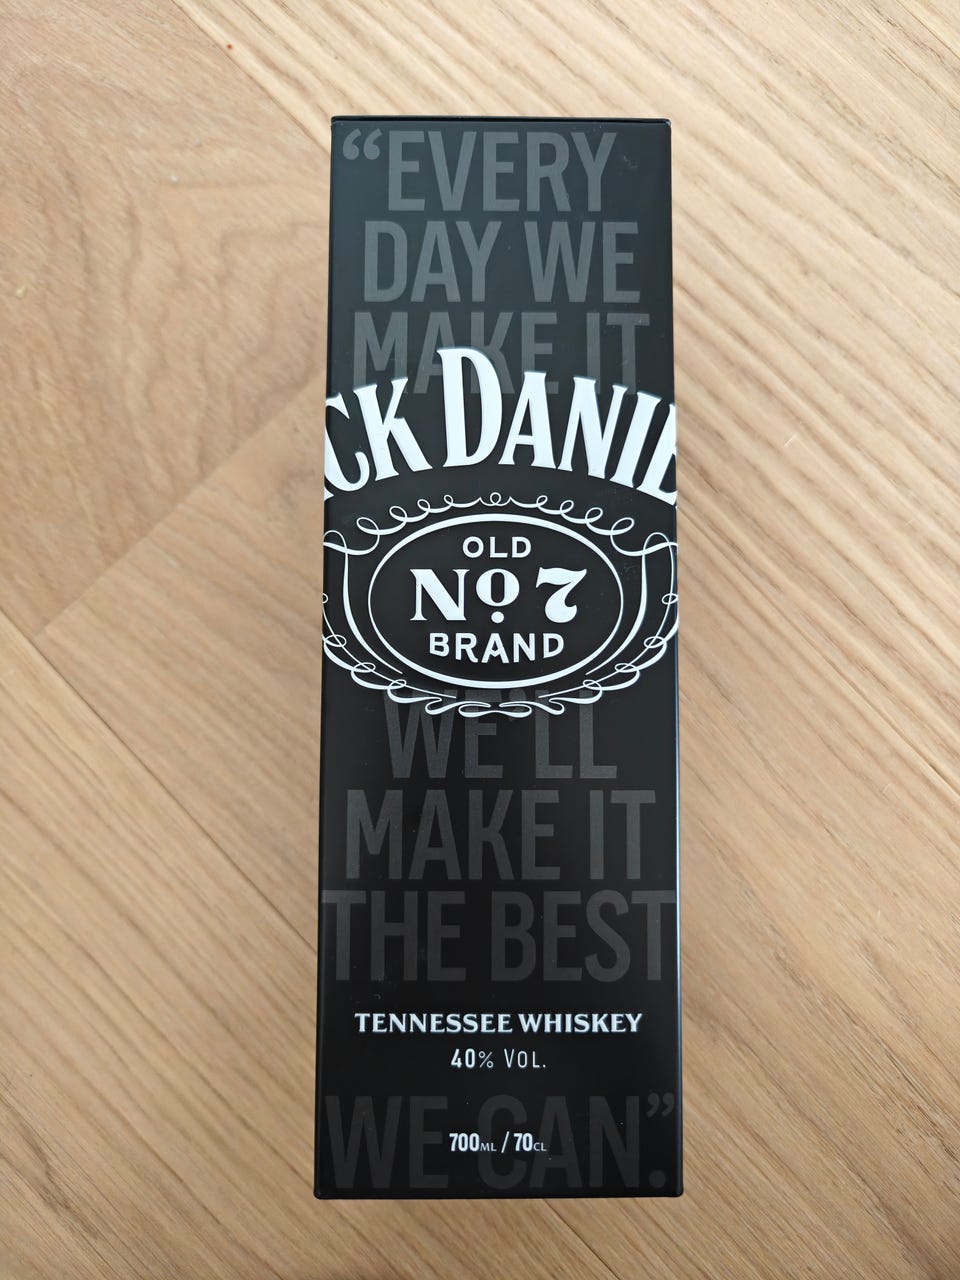 “EVERY
DAY WE
MAKE IT
CK DANIE
OLD
No 7
BRAND
WE'LL
MAKE IT
THE BEST
TENNESSEE WHISKEY
40% VOL.
WE CAN.”
700ML / 70CL